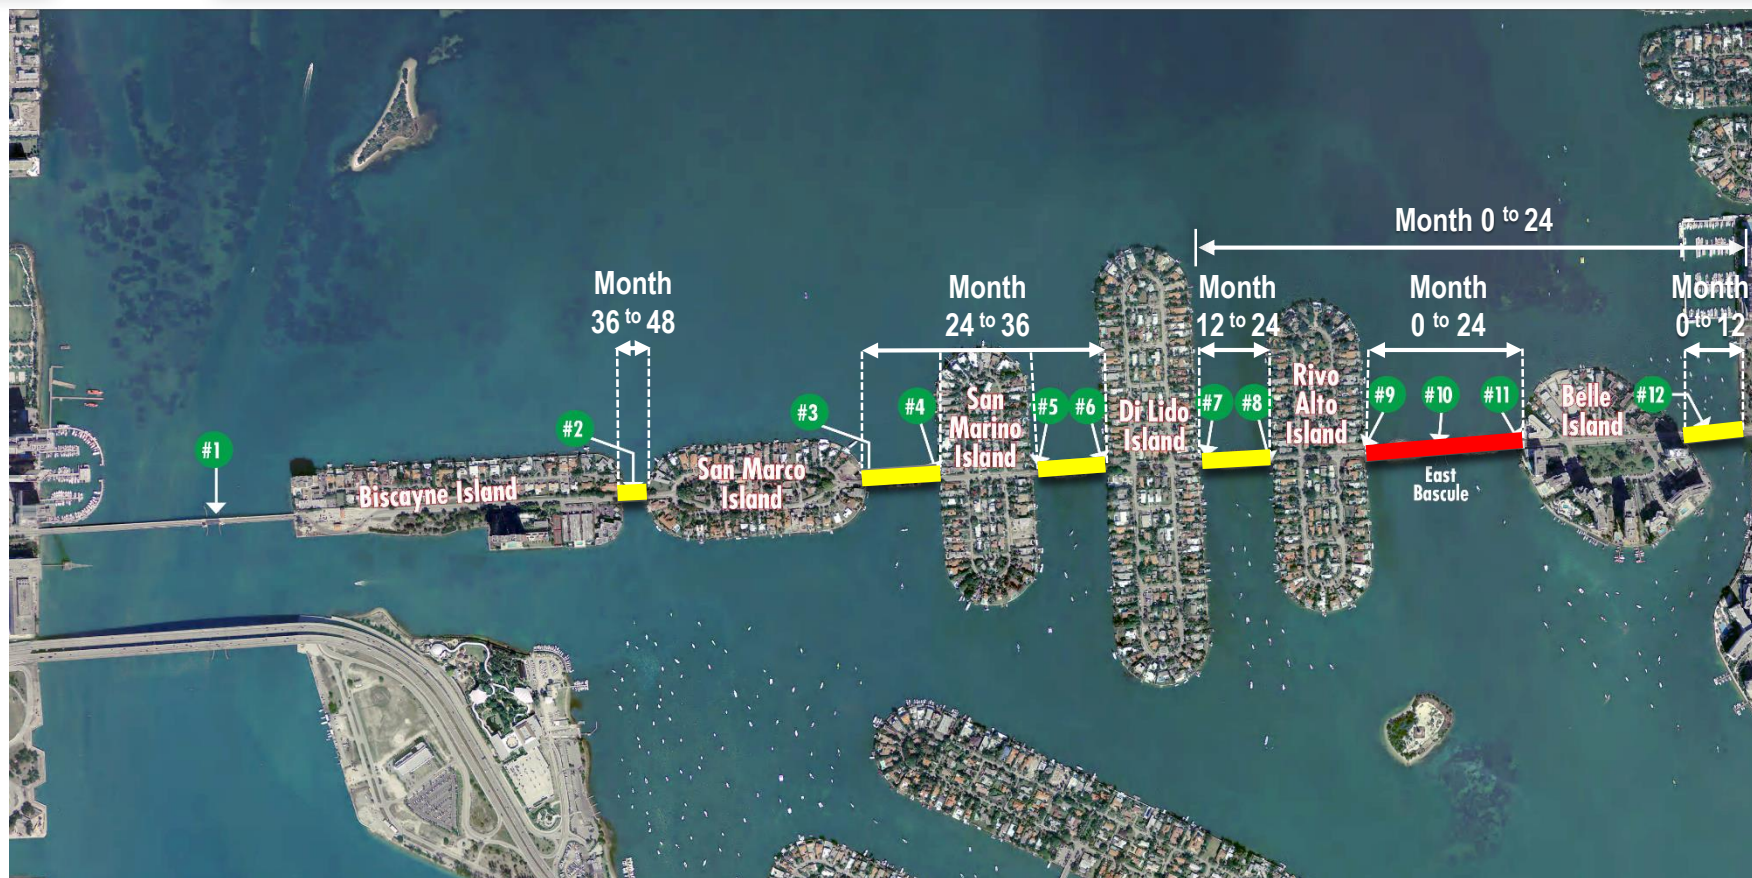 Month 0 to 24
Month
36 to 48
Month
24 to 36
Month
12 to 24
Month
0 to 24
Month
0 to 12
#1
#2
#3
#4
#5
#6
#7
#8
#9
#10
#11
#12
Biscayne Island
San Marco
Island
San
Marino
Island
Di Lido
Island
Rivo
Alto
Island
East
Bascule
Belle
Island